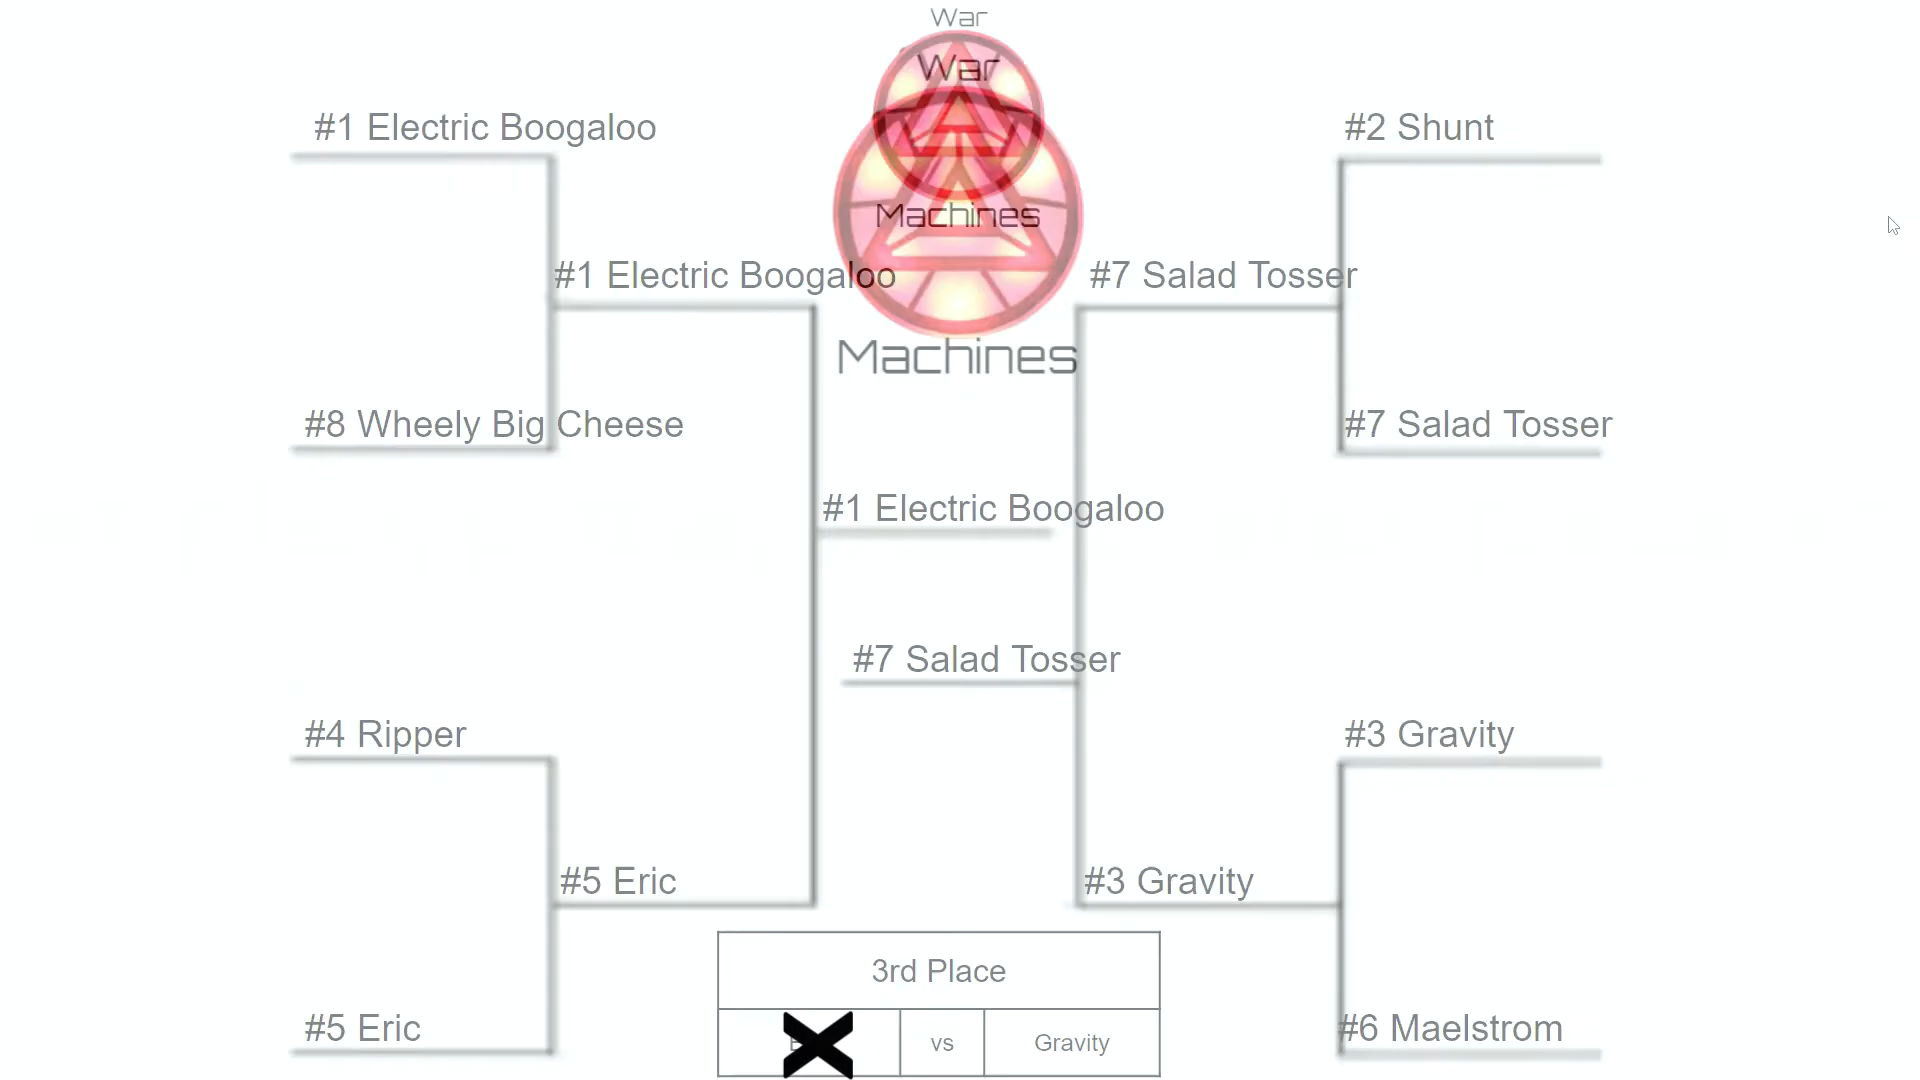 War
War
Machines
Machines
#1 Electric Boogaloo
#2 Shunt
#1 Electric Boogaloo
#7 Salad Tosser
#8 Wheely Big Cheese
#7 Salad Tosser
#1 Electric Boogaloo
#7 Salad Tosser
#4 Ripper
#3 Gravity
#5 Eric
#3 Gravity
#5 Eric
#6 Maelstrom
3rd Place
vs
Gravity